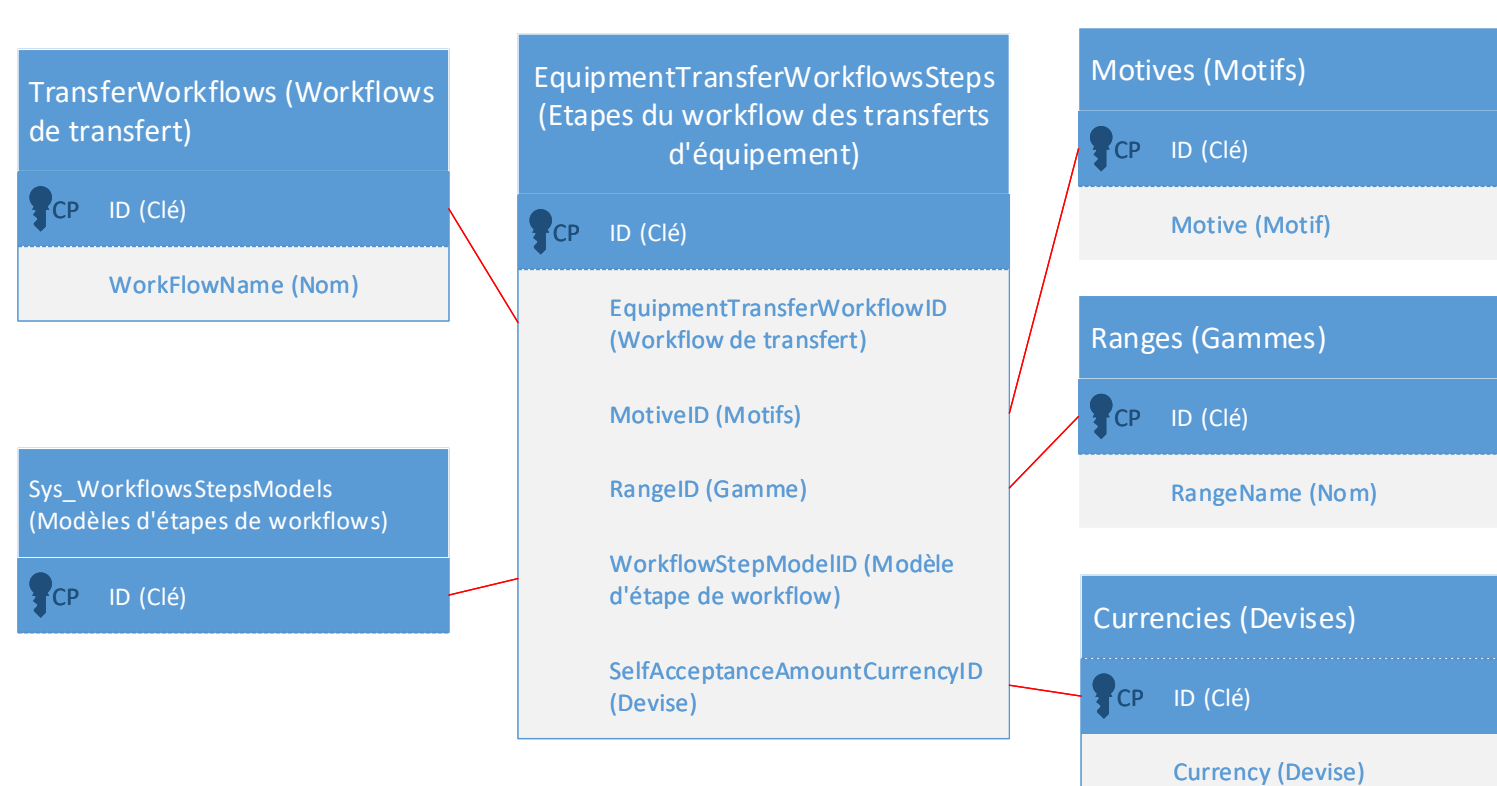 TransferWorkflows (Workflows
de transfert)
CP ID (Clé)
WorkFlowName (Nom)
Sys_WorkflowsStepsModels
(Modèles d'étapes de workflows)
CP ID (Clé)
EquipmentTransferWorkflowsSteps
(Etapes du workflow des transferts
d'équipement)
CP ID (Clé)
EquipmentTransferWorkflowID
(Workflow de transfert)
MotiveID (Motifs)
RangeID (Gamme)
WorkflowStepModelID (Modèle
d'étape de workflow)
SelfAcceptanceAmountCurrencyID
(Devise)
Motives (Motifs)
CP ID (Clé)
Motive (Motif)
Ranges (Gammes)
CP ID (Clé)
RangeName (Nom)
Currencies (Devises)
CP ID (Clé)
Currency (Devise)